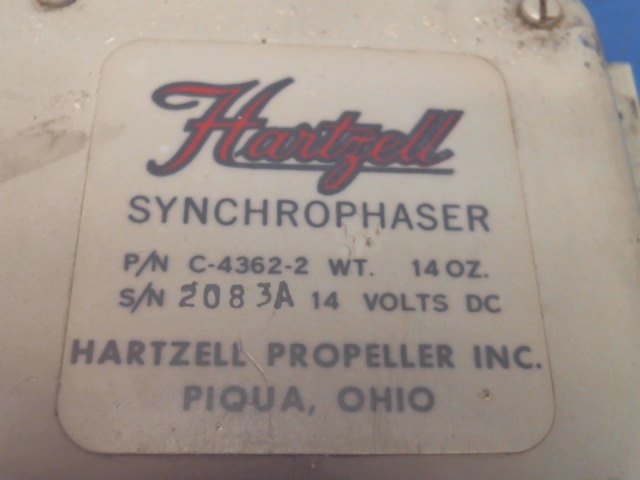 Hartzell
SYNCHROPHASER
P/N C-4362-2 WT. 14 OZ.
S/N 2083A 14 VOLTS DC
HARTZELL PROPELLER INC.
PIQUA, OHIO